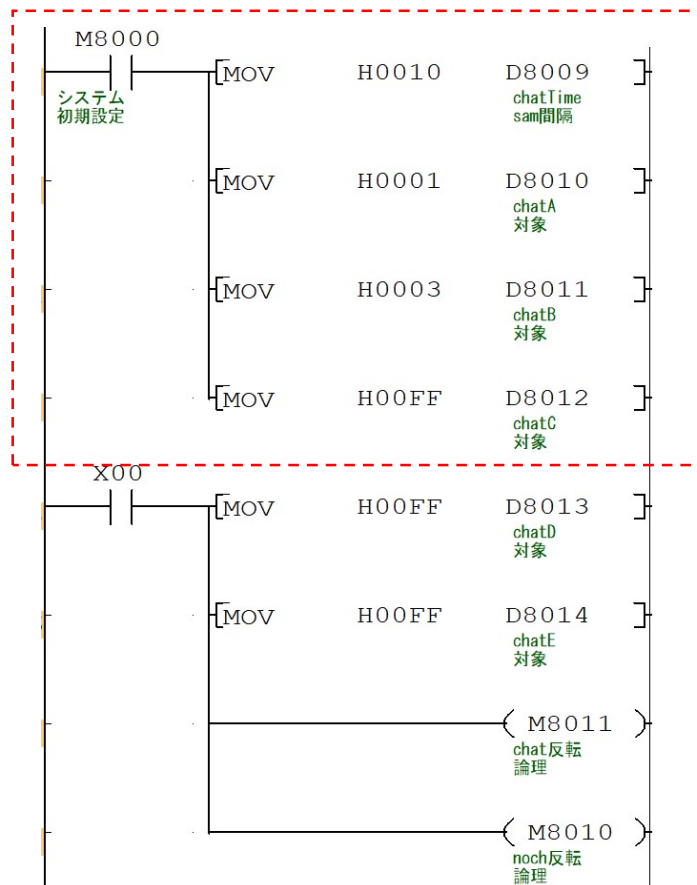 M8000
MOV H0010 D8009
システム
初期設定
chatTime
sam間隔
MOV H0001 D8010
chatA
対象
MOV H0003 D8011
chatB
対象
MOV H00FF D8012
chatC
対象
X00
MOV H00FF D8013
chatD
対象
MOV H00FF D8014
chatE
対象
M8011
chat反転
論理
M8010
noch反転
論理